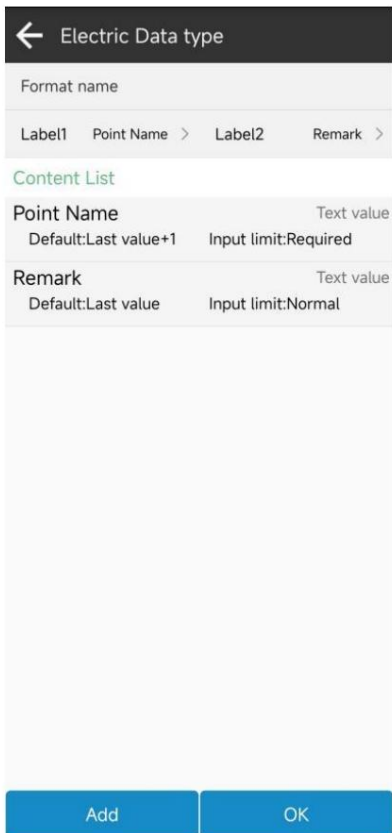 Electric Data type
Format name
Label1 Point Name > Label2 Remark >
Content List
Point Name Text value
Default:Last value+1 Input limit:Required
Remark Text value
Default:Last value Input limit:Normal
Add OK